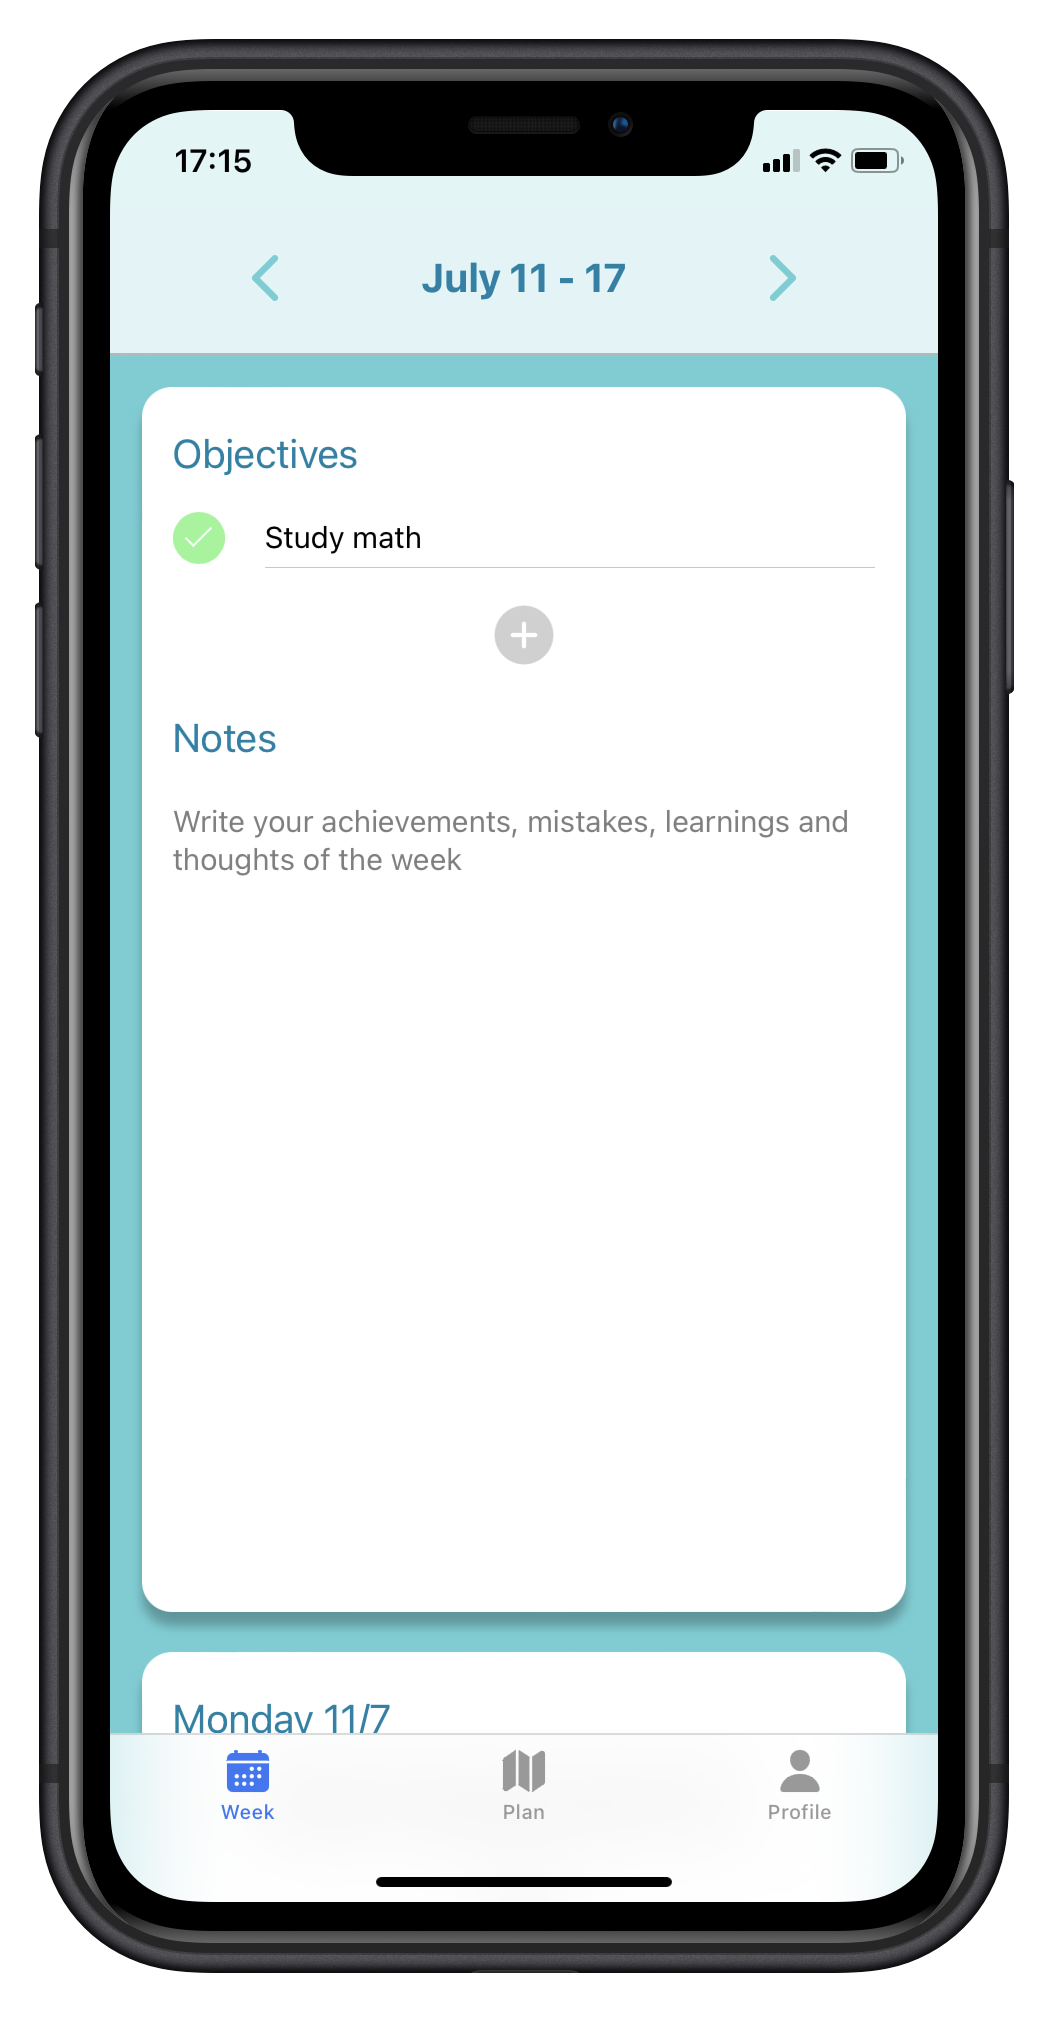 17:15
July 11 - 17
Objectives
Study math
Notes
Write your achievements, mistakes, learnings and
thoughts of the week
Monday 11/7
Week
Plan
Profile